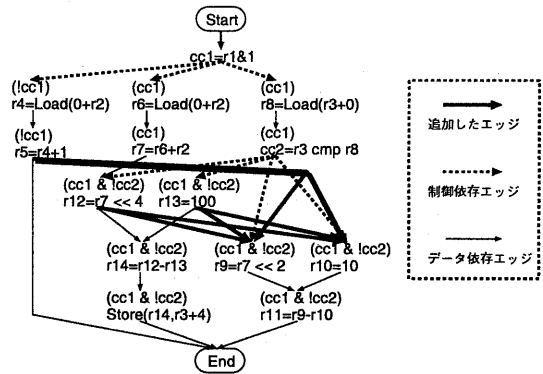 Start
cc1=r1&1
(!cc1)
r4=Load(0+r2)
(cc1)
r6=Load(0+r2)
(cc1)
r8=Load(r3+0)
(!cc1)
r5=r4+1
(cc1)
r7=r6+r2
(cc1)
cc2=r3 cmp r8
(cc1 & !cc2)
r12=r7 << 4
(cc1 & !cc2)
r13=100
(cc1 & !cc2)
r14=r12-r13
(cc1 & !cc2)
r9=r7 << 2
(cc1 & !cc2)
r10=10
(cc1 & !cc2)
Store(r14,r3+4)
(cc1 & !cc2)
r11=r9-r10
End
追加したエッジ
制御依存エッジ
データ依存エッジ